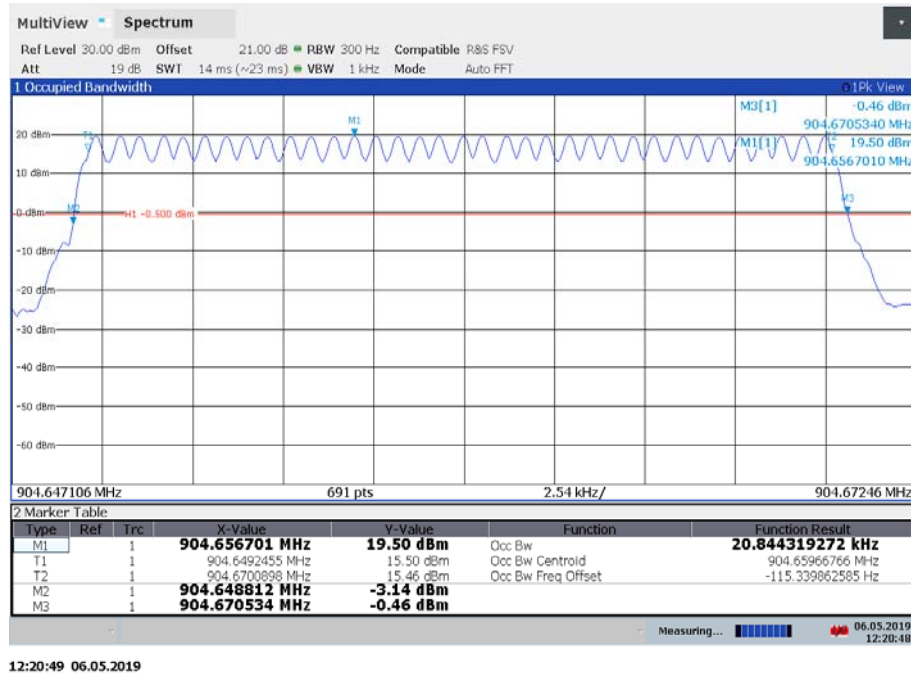 MultiView Spectrum
Ref Level 30.00 dBm Offset 21.00 dB RBW 300 Hz Compatible R&S FSV
Att 19 dB SWT 14 ms (~23 ms) VBW 1 kHz Mode Auto FFT
1 Occupied Bandwidth 1Pk View
M3[1] -0.46 dBm
904.6705340 MHz
M1[1] 19.50 dBm
904.6567010 MHz
M1
20 dBm
T1
T2
10 dBm
M3
0 dBm
M2
H1 -0.500 dBm
-10 dBm
-20 dBm
-30 dBm
-40 dBm
-50 dBm
-60 dBm
904.647106 MHz 691 pts 2.54 kHz/ 904.67246 MHz
2 Marker Table
Type Ref Trc X-Value Y-Value Function Function Result
M1 1 904.656701 MHz 19.50 dBm Occ Bw 20.844319272 kHz
T1 1 904.6492455 MHz 15.50 dBm Occ Bw Centroid 904.65966766 MHz
T2 1 904.6700898 MHz 15.46 dBm Occ Bw Freq Offset -115.339862585 Hz
M2 1 904.648812 MHz -3.14 dBm
M3 1 904.670534 MHz -0.46 dBm
Measuring... 06.05.2019
12:20:48
12:20:49 06.05.2019